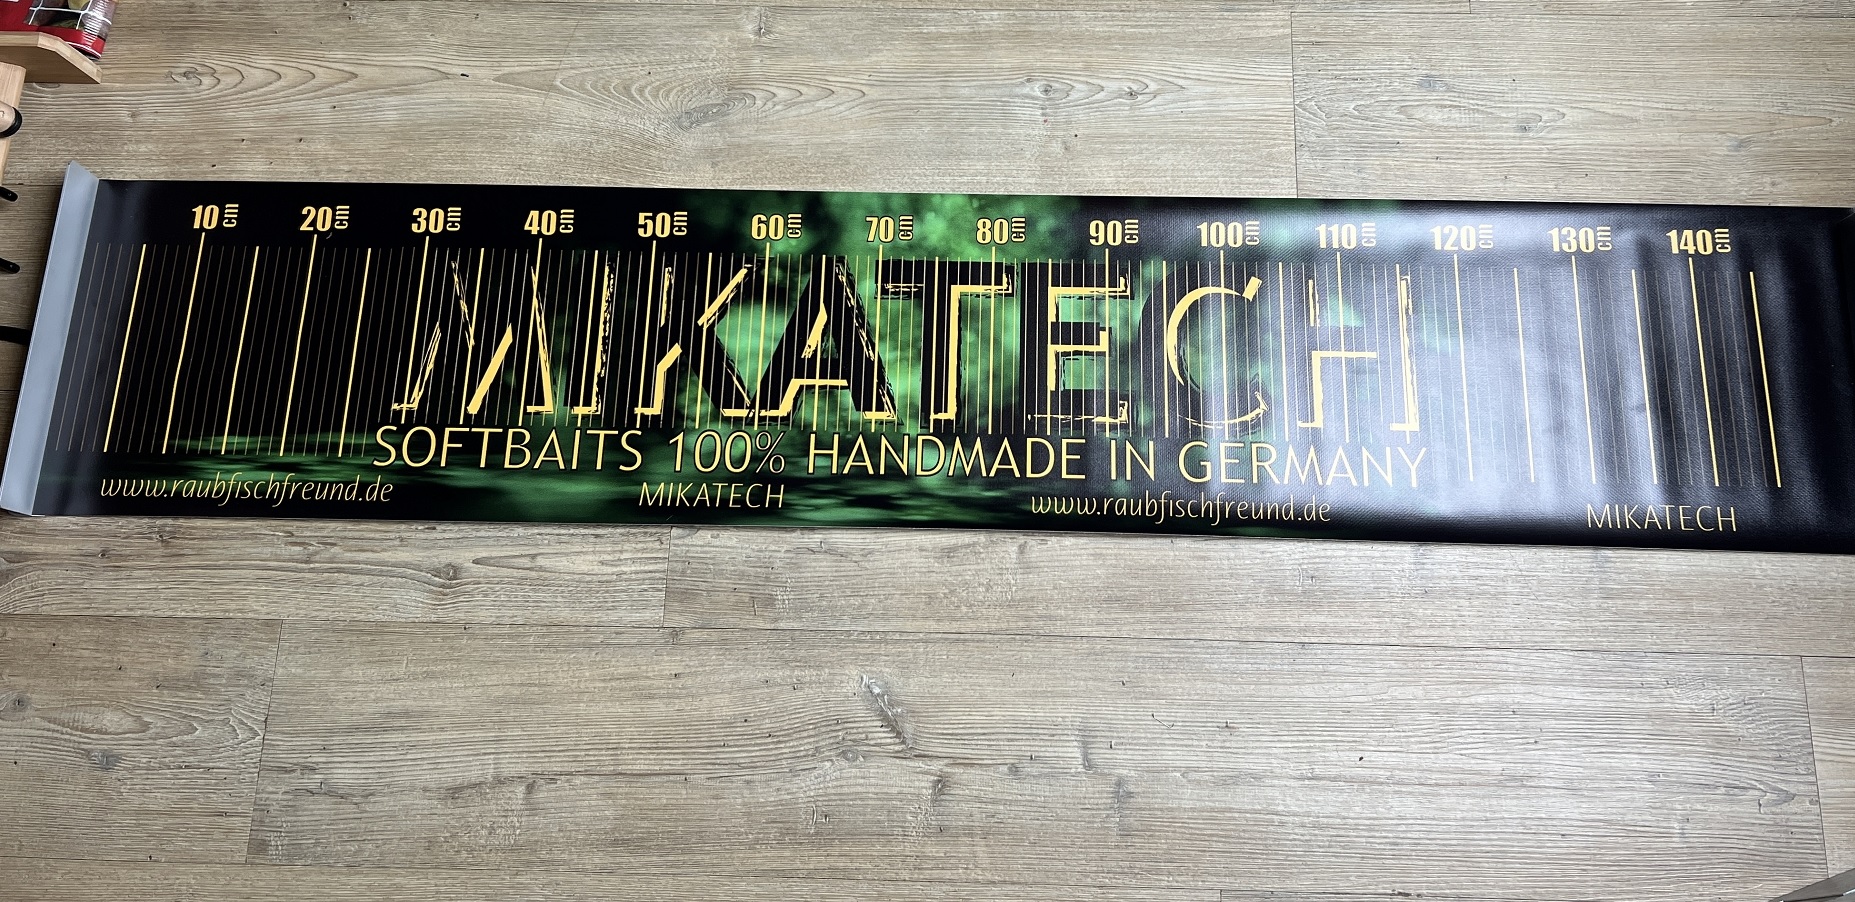 10 cm 20 cm 30 cm 40 cm 50 cm 60 cm 70 cm 80 cm 90 cm 100 cm 110 cm 120 cm 130 cm 140 cm
MIKATECH
SOFTBAITS 100% HANDMADE IN GERMANY
www.raubfischfreund.de MIKATECH www.raubfischfreund.de MIKATECH